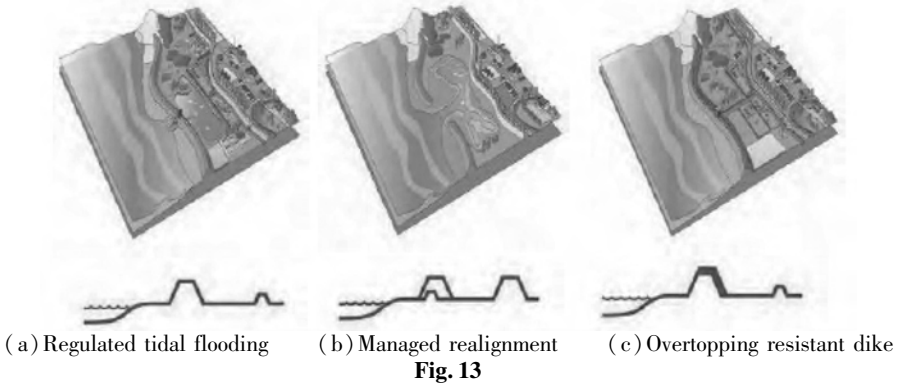 (a)Regulated tidal flooding (b)Managed realignment (c)Overtopping resistant dike
Fig. 13